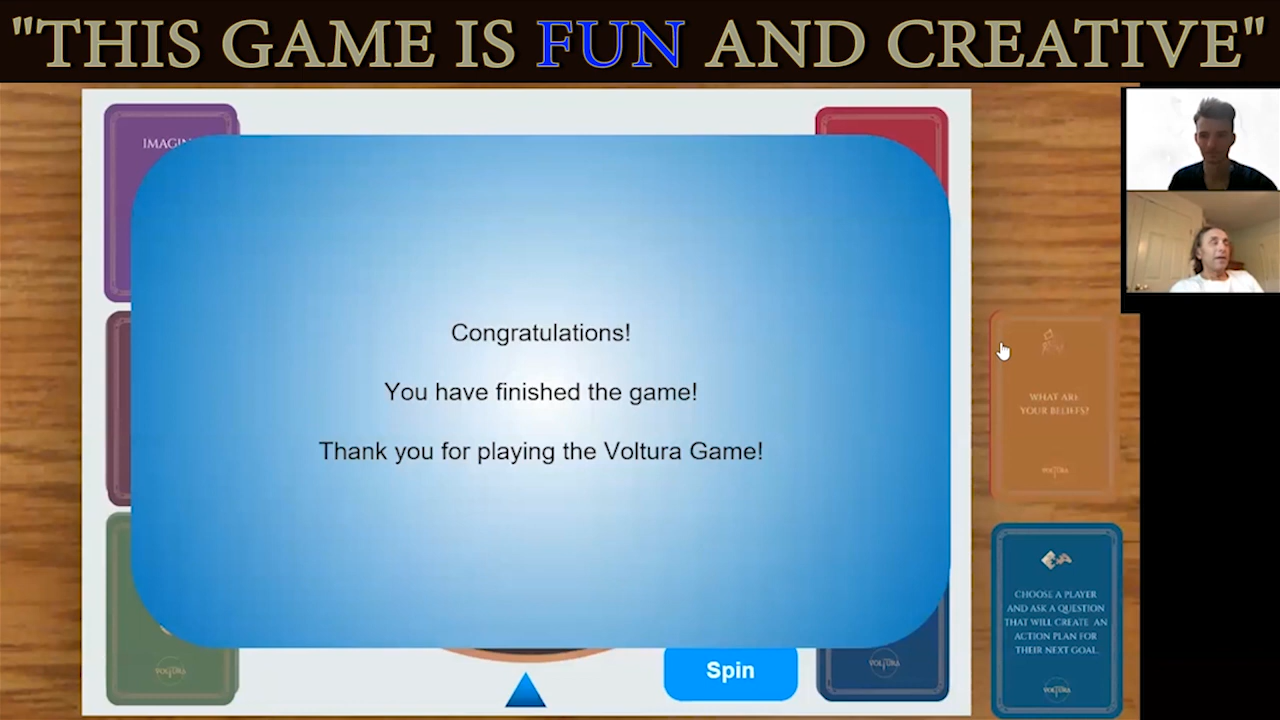 "THIS GAME IS FUN AND CREATIVE"
Congratulations!
You have finished the game!
Thank you for playing the Voltura Game!
Spin
VOLTURA
VOLTURA
WHAT ARE
YOUR BELIEFS?
VOLTURA
CHOOSE A PLAYER
AND ASK A QUESTION
THAT WILL CREATE AN
ACTION PLAN FOR
THEIR NEXT GOAL.
VOLTURA